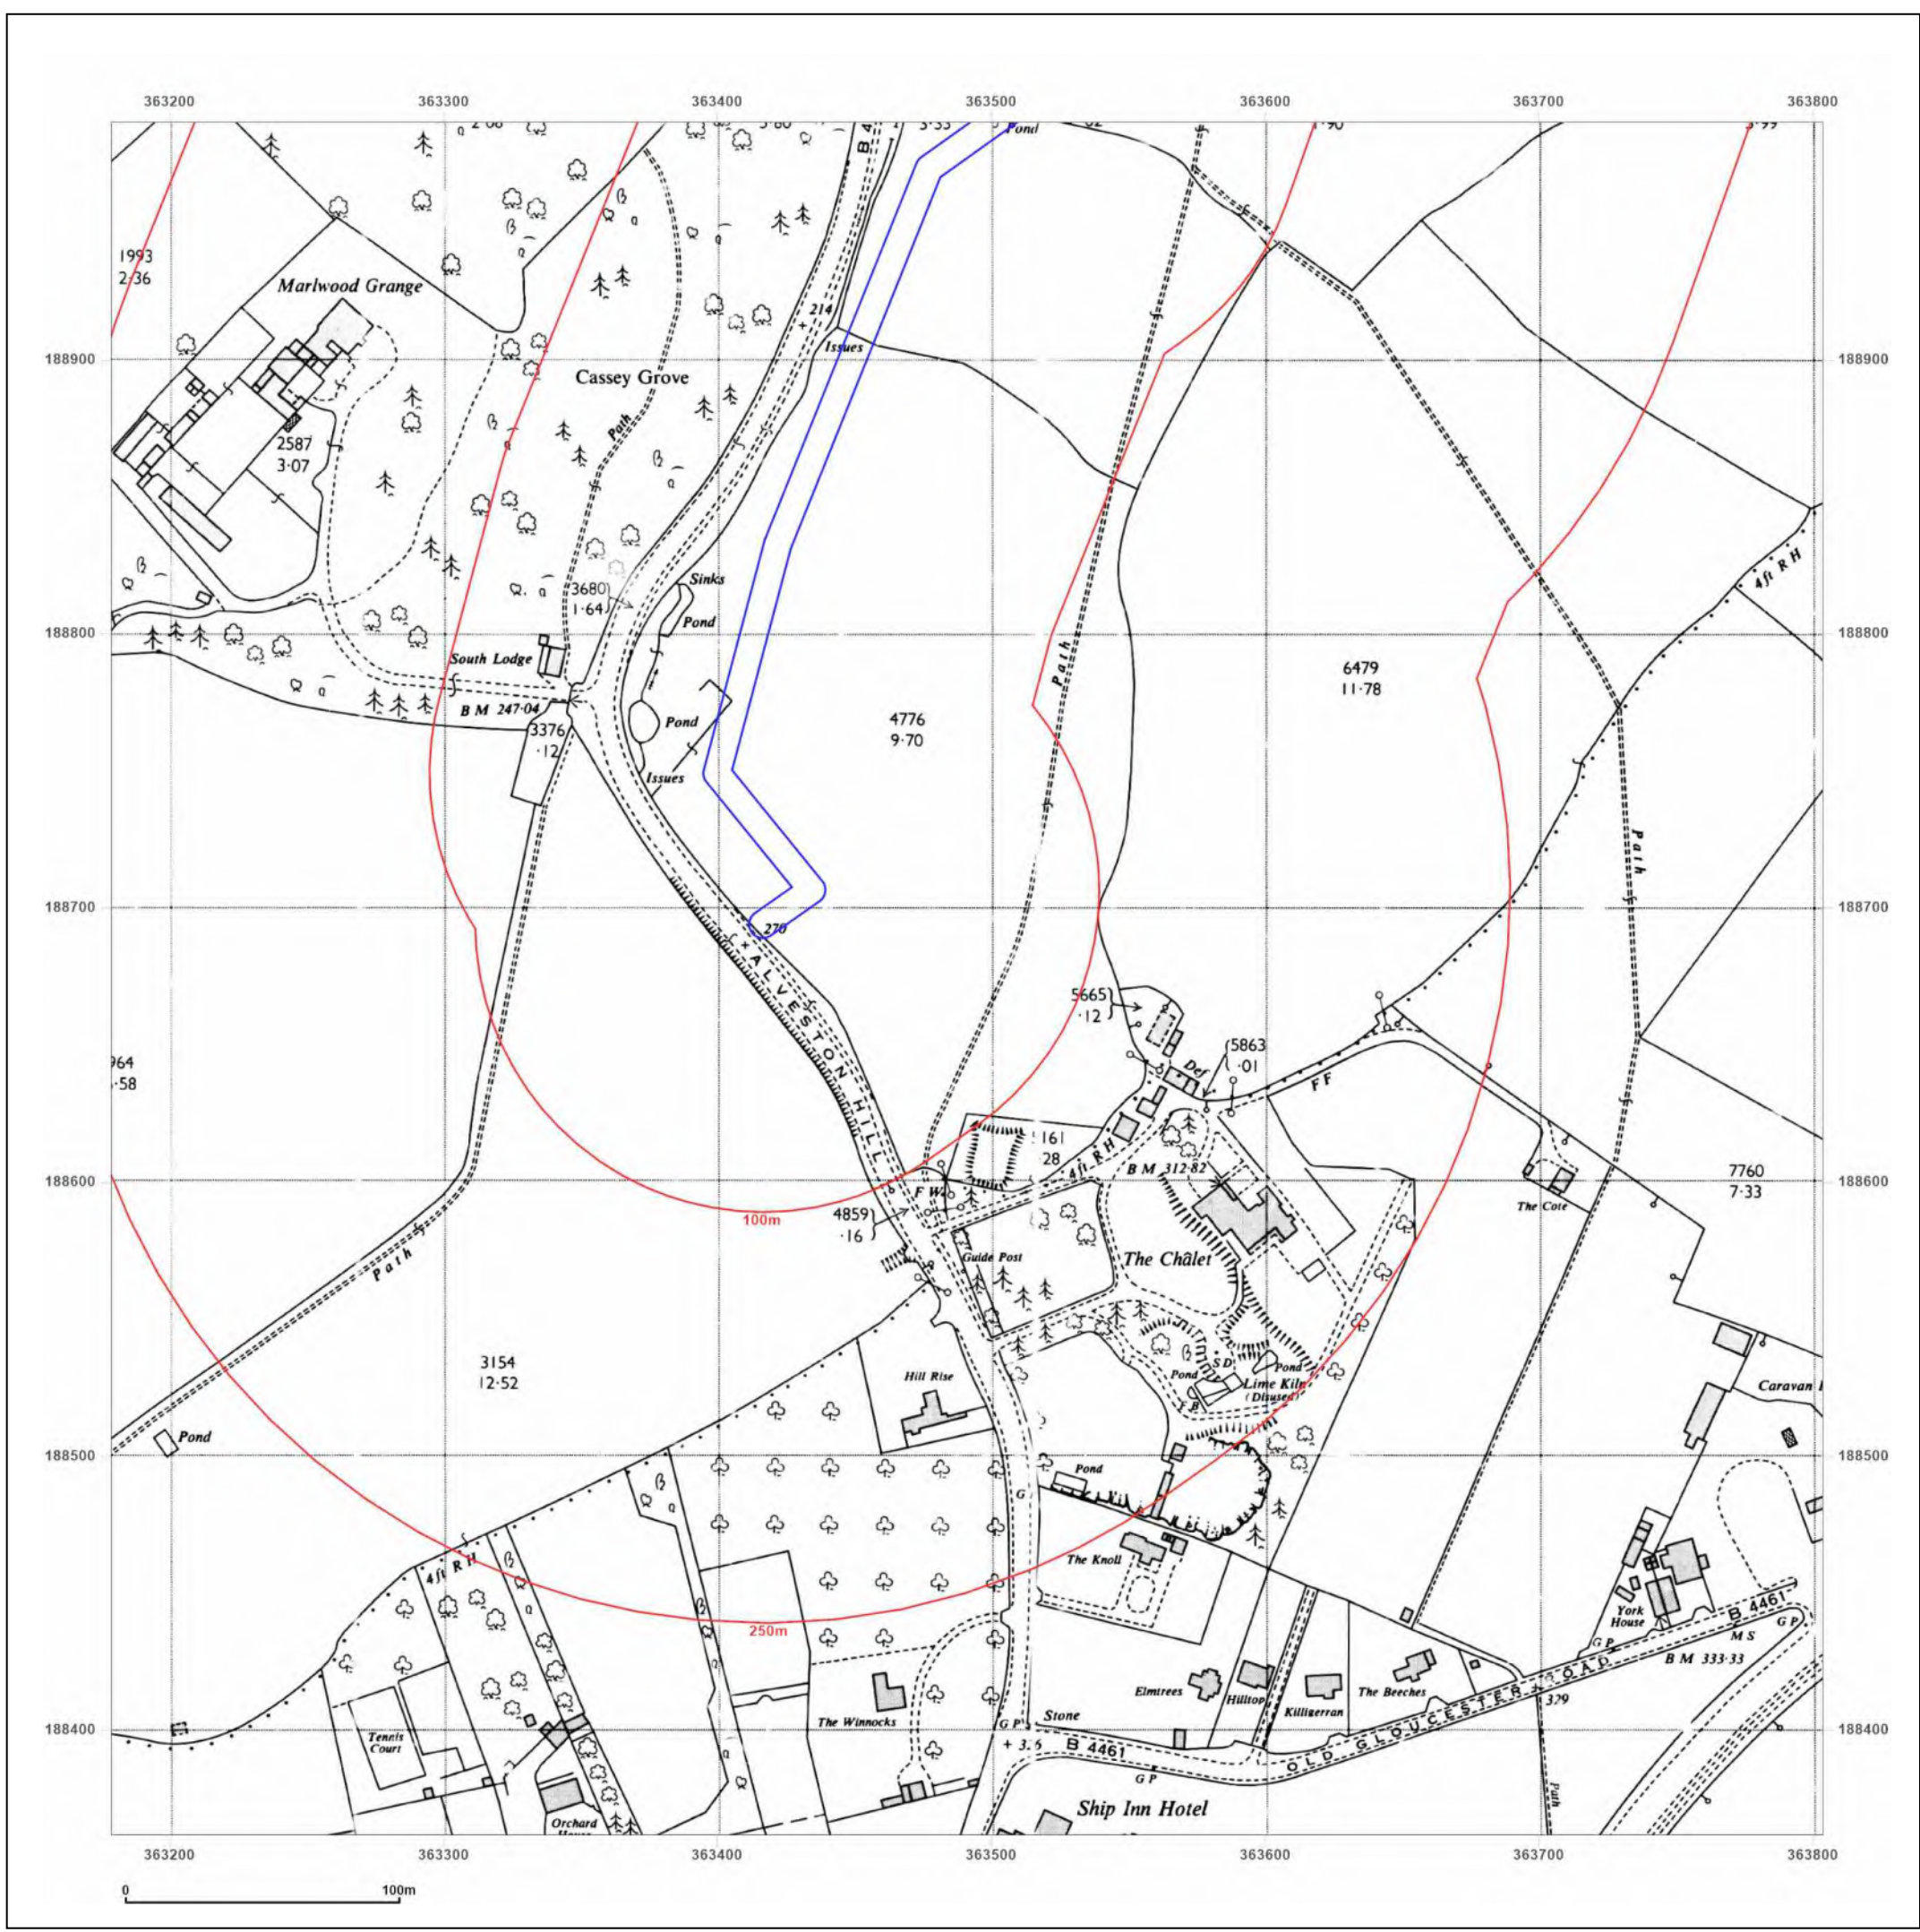 363200 363300 363400 363500 363600 363700 363800
Pond
B 4
1993
2·36
Marlwood Grange
214
Issues
188900 188900
Cassey Grove
Path
2587
3·07
4ft R H
Sinks
3680
1·64
Pond
188800 188800
South Lodge
Path
6479
11·78
B M 247·04
3376
·12
Pond
4776
9·70
Issues
Path
188700 188700
270
ALVESTON HILL
5665
·12
5863
·01
Def
F F
964
·58
161
·28
4ft R H
B M 312·82
7760
7·33
188600 188600
F W
The Cote
4859
·16
100m
Guide Post
The Châlet
Path
3154
12·52
Hill Rise
S D
Pond
Pond
Lime Kiln
(Disused)
F B
Caravan
Pond
188500 188500
Pond
G
The Knoll
4ft R H
250m
York
House
B 4461
G P
M S
G P
B M 333·33
Elmtrees
Hilltop
Killigerran
The Beeches
OLD GLOUCESTER ROAD
329
The Winnocks
G P
Stone
188400 188400
Tennis
Court
+
B 4461
G P
Path
Ship Inn Hotel
Orchard
363200 363300 363400 363500 363600 363700 363800
0 100m